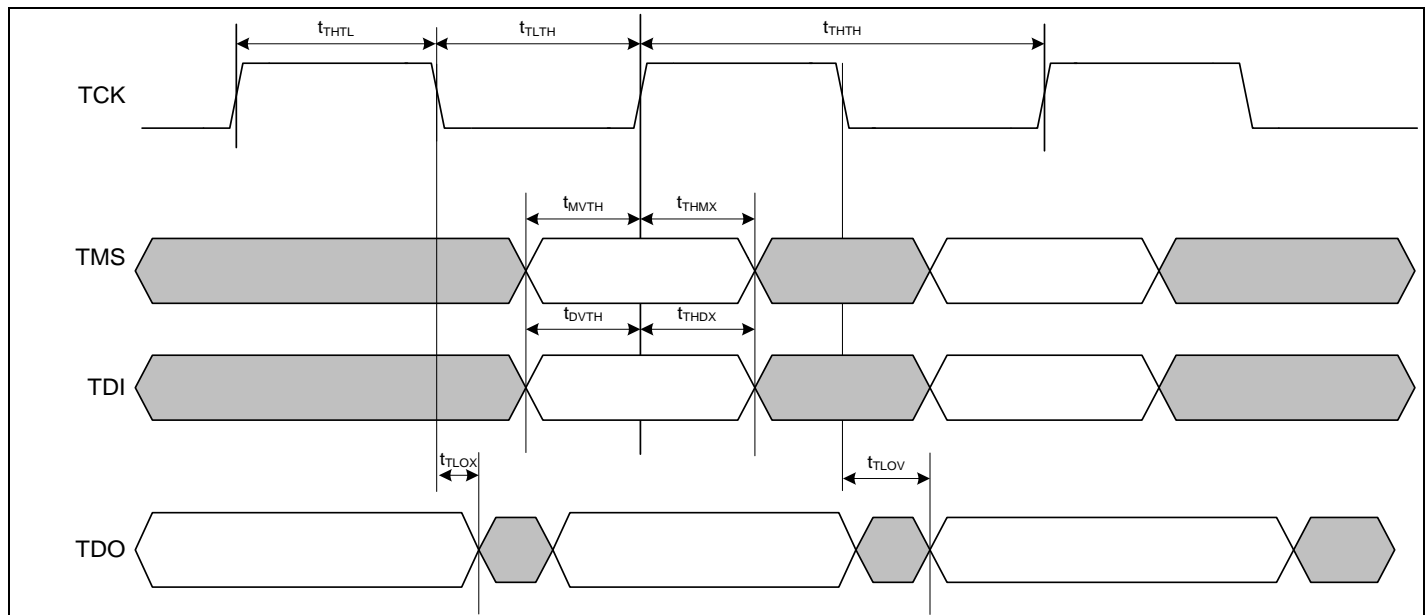 tTHTL tTLTH tTHTH
TCK
tMVTH tTHMX
TMS
tDVTH tTHDX
TDI
tTLOX tTLOV
TDO